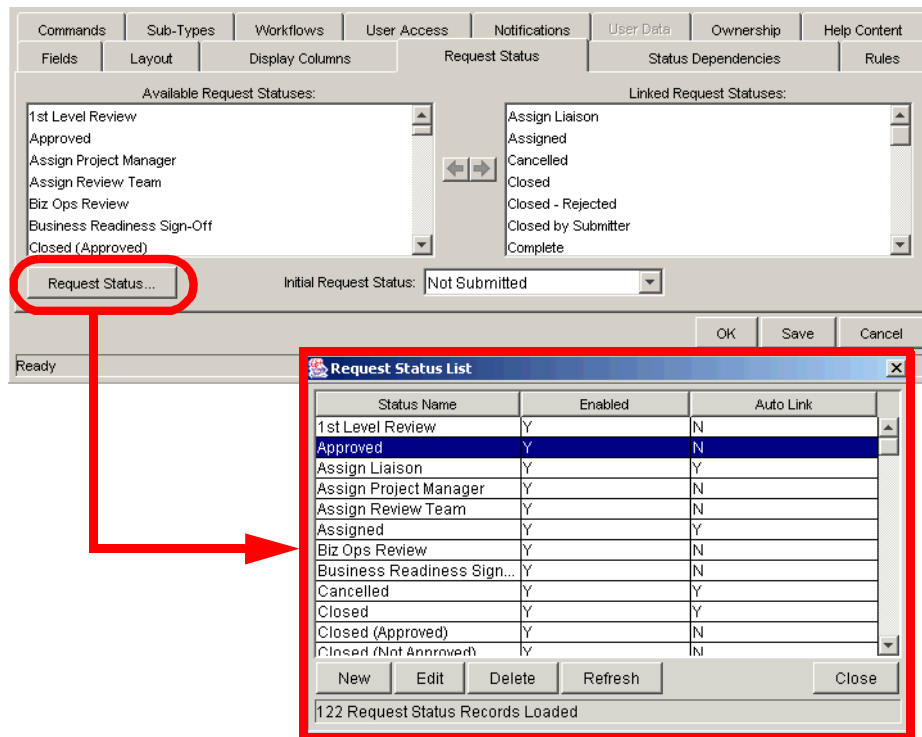 Commands Sub-Types Workflows User Access Notifications User Data Ownership Help Content
Fields Layout Display Columns Request Status Status Dependencies Rules
Available Request Statuses: Linked Request Statuses:
1st Level Review Assign Liaison
Approved Assigned
Assign Project Manager Cancelled
Assign Review Team Closed
Biz Ops Review Closed - Rejected
Business Readiness Sign-Off Closed by Submitter
Closed (Approved) Complete
Request Status... Initial Request Status: Not Submitted
OK Save Cancel
Ready
Request Status List
Status Name Enabled Auto Link
1st Level Review Y N
Approved Y N
Assign Liaison Y Y
Assign Project Manager Y N
Assign Review Team Y N
Assigned Y Y
Biz Ops Review Y N
Business Readiness Sign... Y N
Cancelled Y Y
Closed Y Y
Closed (Approved) Y N
Closed (Not Approved) Y N
New Edit Delete Refresh Close
122 Request Status Records Loaded